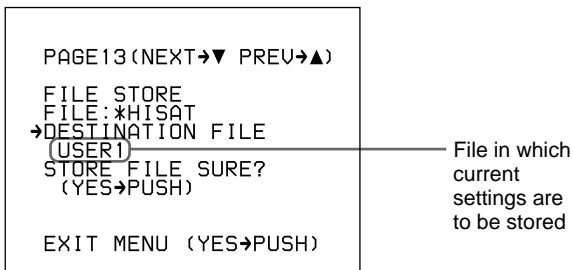 PAGE13(NEXT→▼ PREV→▲)
FILE STORE
FILE:*HISAT
→DESTINATION FILE
USER1
STORE FILE SURE?
(YES→PUSH)
EXIT MENU (YES→PUSH)
File in which
current
settings are
to be stored